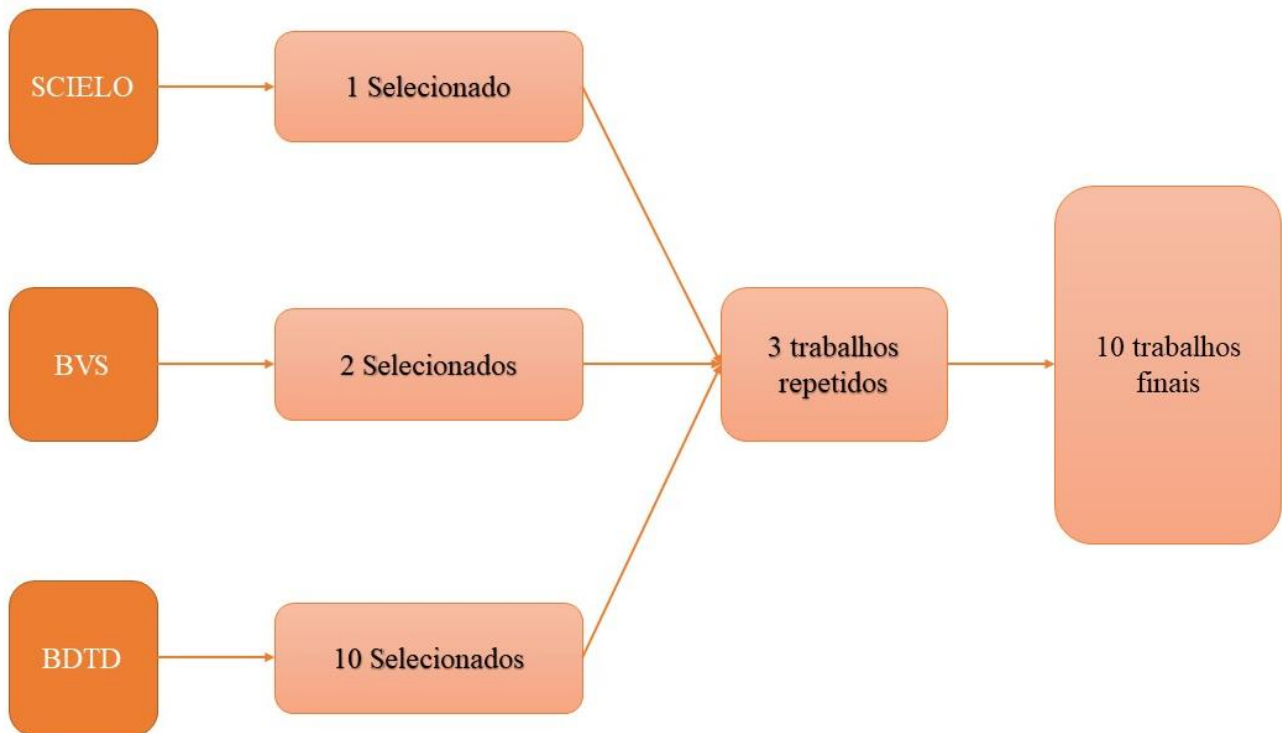 SCIELO
1 Selecionado
BVS
2 Selecionados
3 trabalhos
repetidos
10 trabalhos
finais
BDTD
10 Selecionados